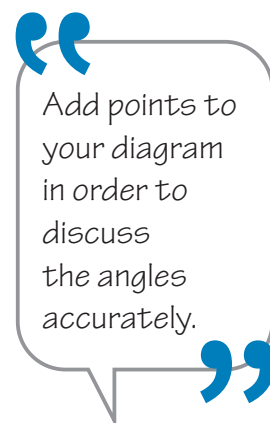 Add points to
your diagram
in order to
discuss
the angles
accurately.